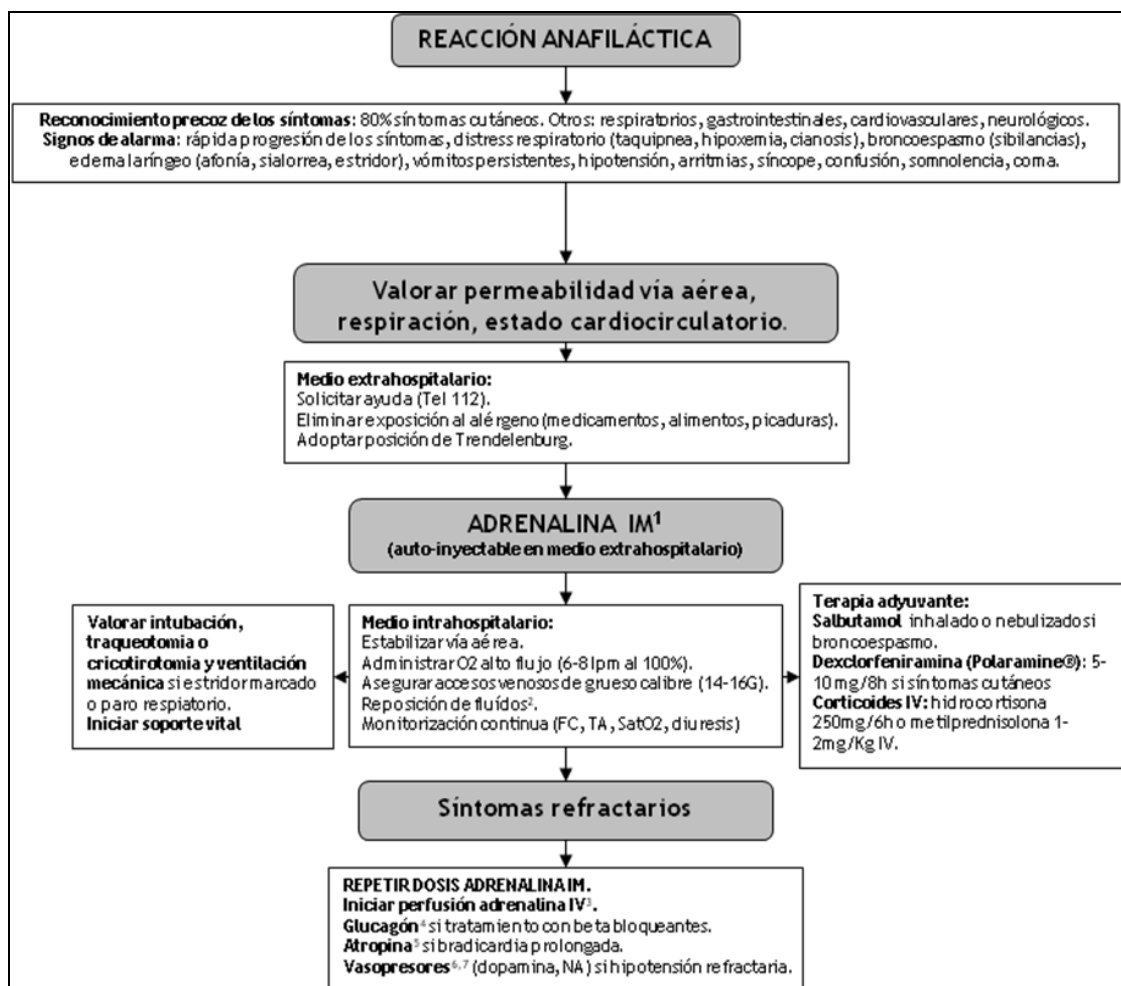 REACCIÓN ANAFILÁCTICA
Reconocimiento precoz de los síntomas: 80% síntomas cutáneos. Otros: respiratorios, gastrointestinales, cardiovasculares, neurológicos.
Signos de alarma: rápida progresión de los síntomas, distress respiratorio (taquipnea, hipoxemia, cianosis), broncoespasmo (sibilancias),
edema laríngeo (afonía, sialorrea, estridor), vómitos persistentes, hipotensión, arritmias, síncope, confusión, somnolencia, coma.
Valorar permeabilidad vía aérea,
respiración, estado cardiocirculatorio.
Medio extrahospitalario:
Solicitar ayuda (Tel 112).
Eliminar exposición al alérgeno (medicamentos, alimentos, picaduras).
Adoptar posición de Trendelenburg.
ADRENALINA IM¹
(auto-inyectable en medio extrahospitalario)
Valorar intubación,
traqueotomia o
cricotirotomia y ventilación
mecánica si estridor marcado
o paro respiatorio.
Iniciar soporte vital
Medio intrahospitalario:
Estabilizar vía aérea.
Administrar O2 alto flujo (6-8 lpm al 100%).
Asegurar accesos venosos de grueso calibre (14-16G).
Reposición de fluídos².
Monitorización continua (FC, TA, SatO2, diuresis)
Terapia adyuvante:
Salbutamol inhalado o nebulizado si
broncoespasmo.
Dexclorfeniramina (Polaramine®): 5-
10 mg/8h si síntomas cutáneos
Corticoides IV: hidrocortisona
250mg/6h o metilprednisolona 1-
2mg/Kg IV.
Síntomas refractarios
REPETIR DOSIS ADRENALINA IM.
Iniciar perfusión adrenalina IV³.
Glucagón⁴ si tratamiento con beta bloqueantes.
Atropina⁵ si bradicardia prolongada.
Vasopresores⁶,⁷ (dopamina, NA) si hipotensión refractaria.